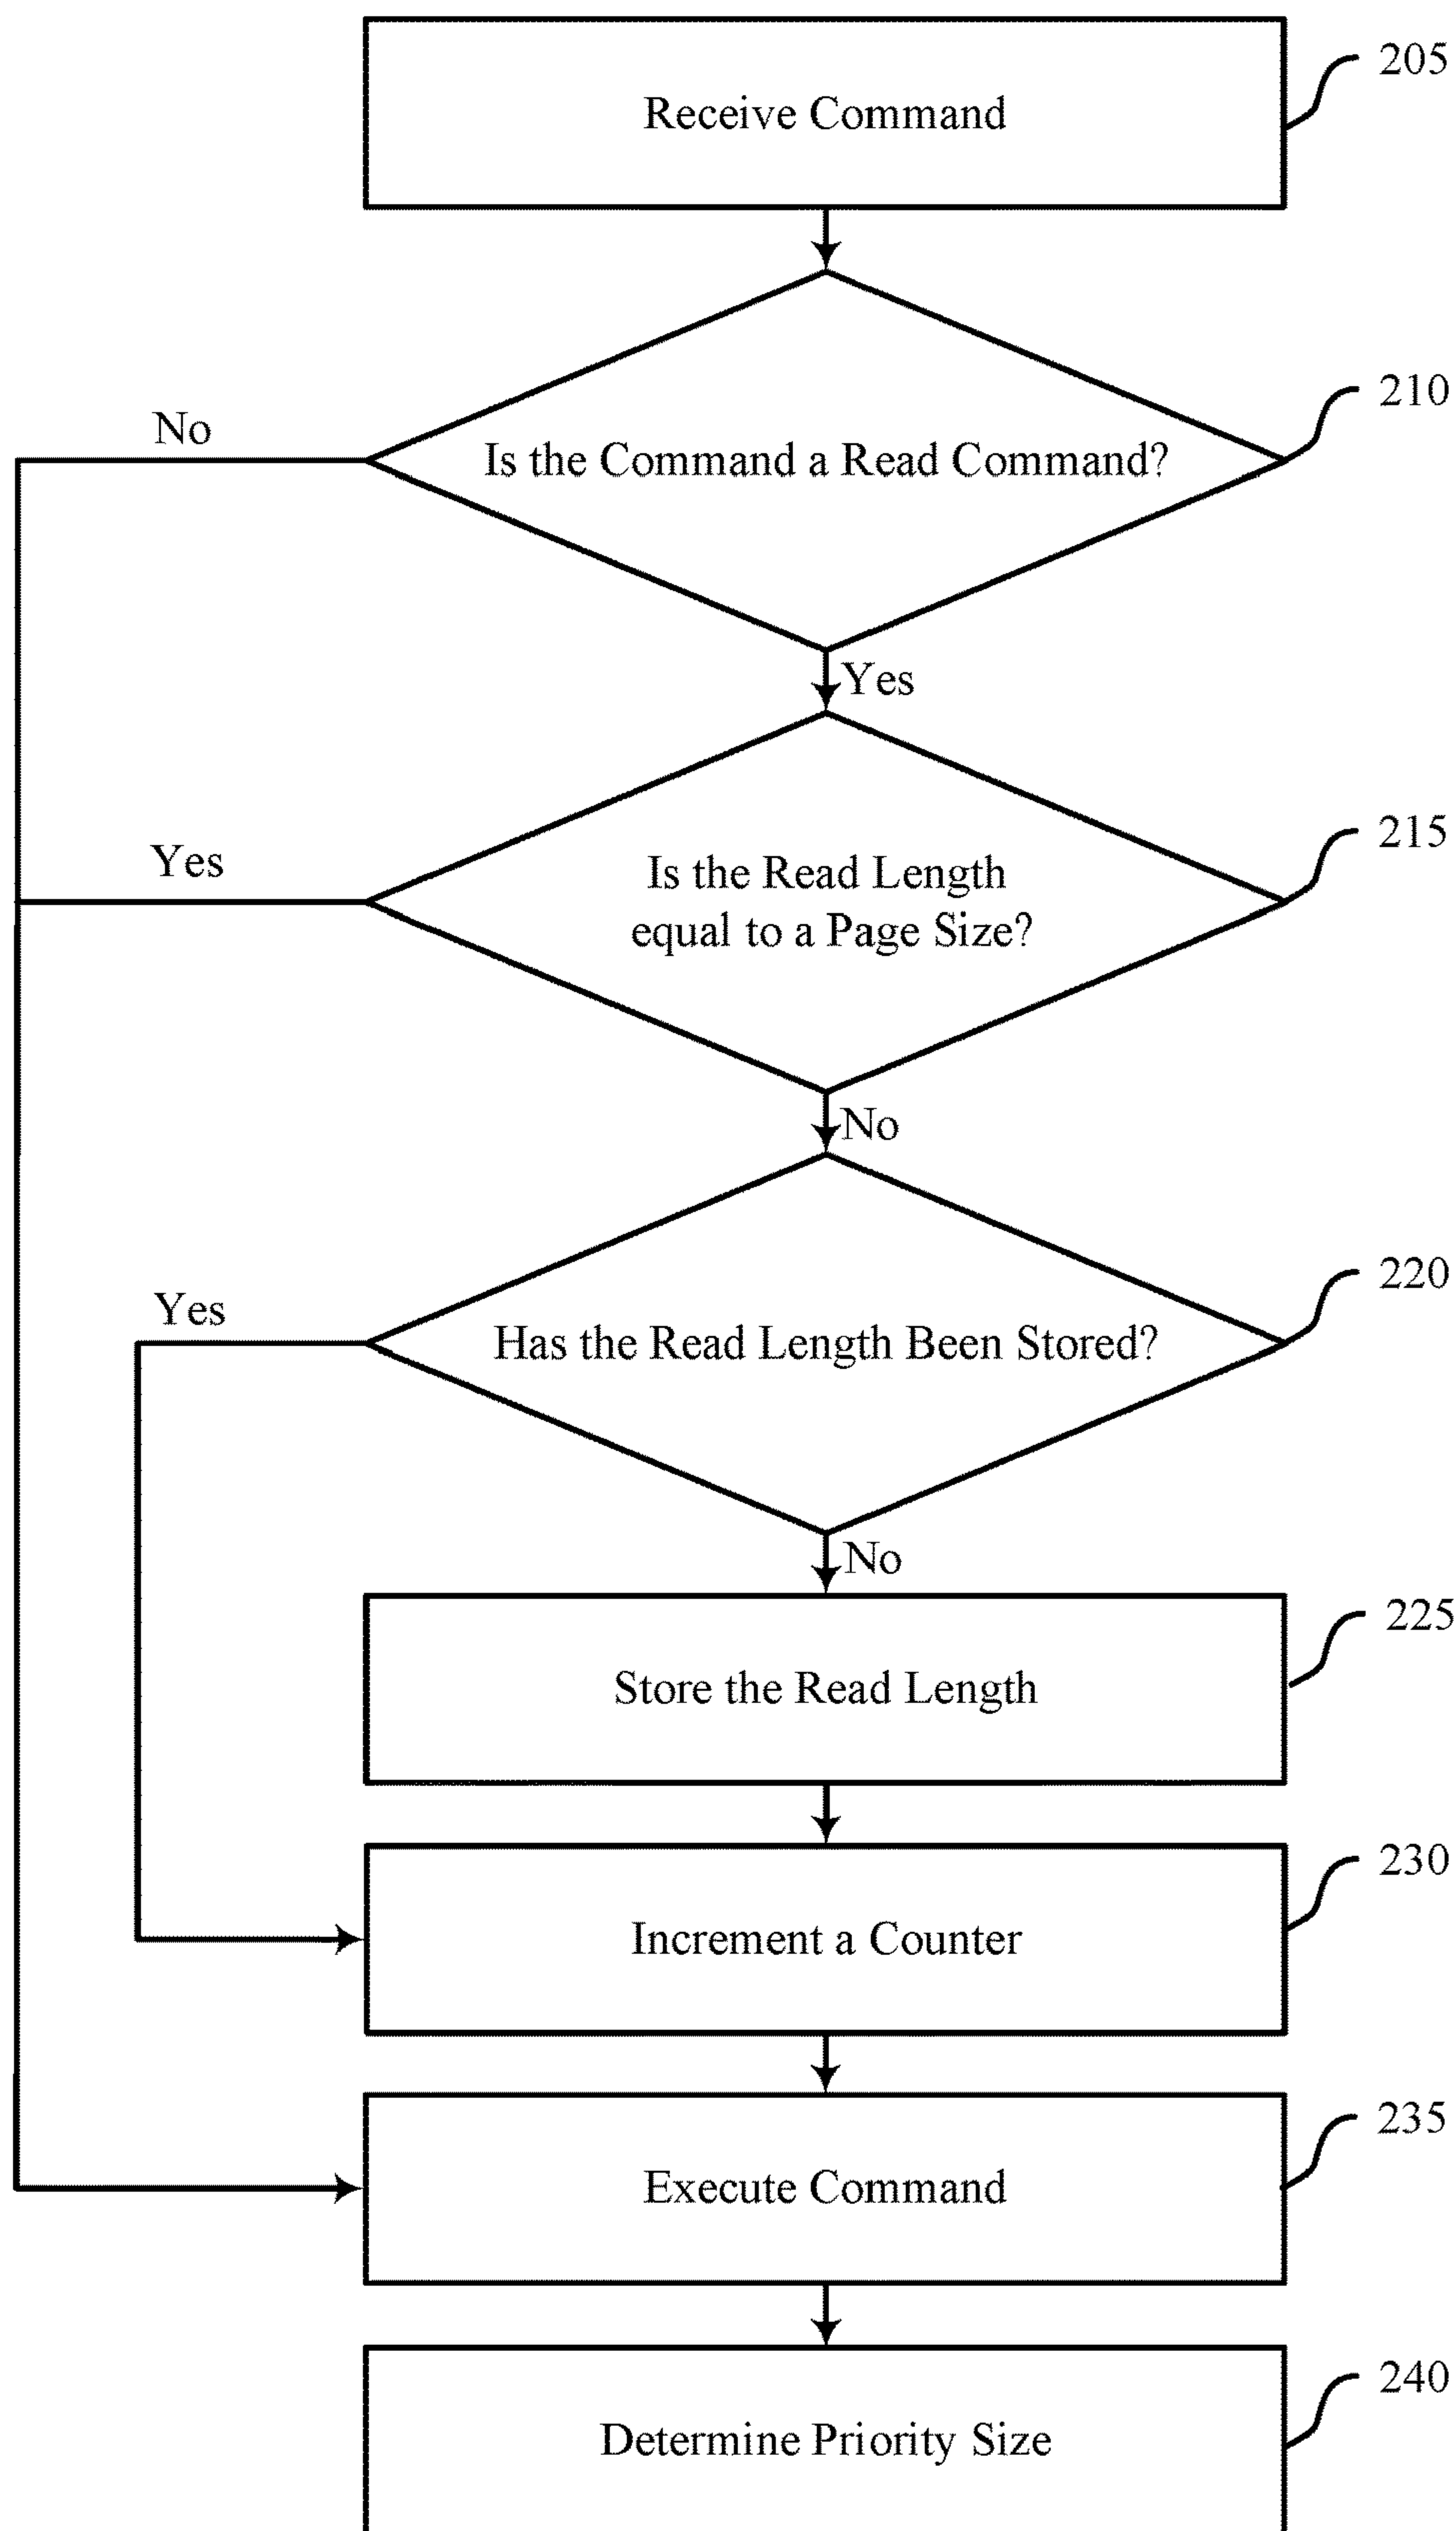 Receive Command
205
Is the Command a Read Command?
210
No
Yes
Is the Read Length
equal to a Page Size?
215
Yes
No
Has the Read Length Been Stored?
220
Yes
No
Store the Read Length
225
Increment a Counter
230
Execute Command
235
Determine Priority Size
240